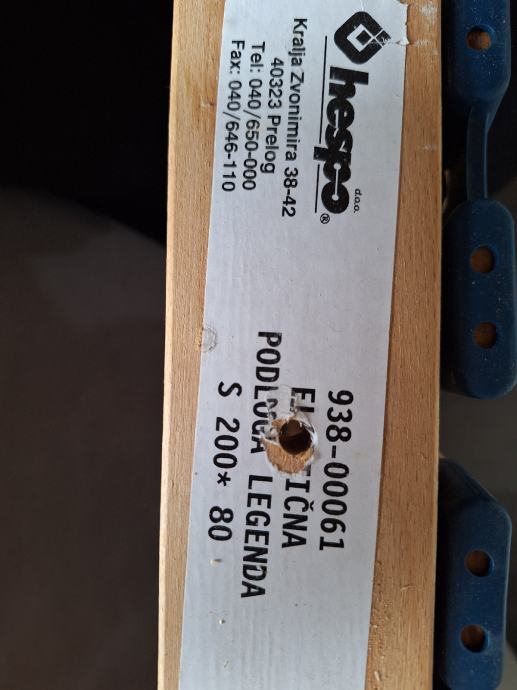 hespo d.o.o. ®
Kralja Zvonimira 38-42
40323 Prelog
Tel: 040/650-000
Fax: 040/646-110
938-00061
PODLOGA LEGENDA
S 200* 80